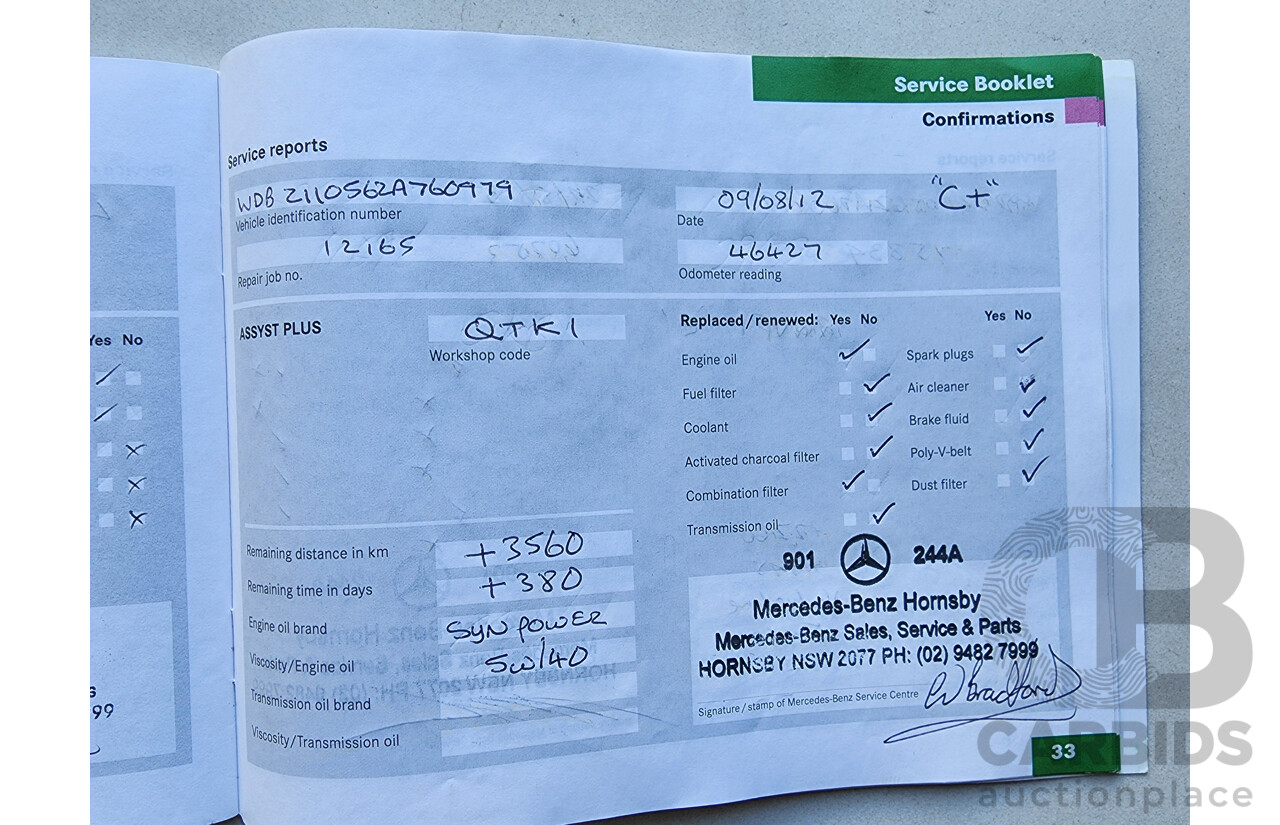 Service Booklet
Confirmations
Service reports
WDB 2110562A760979
Vehicle identification number
09/08/12 "C+"
Date
12165
Repair job no.
46427
Odometer reading
ASSYST PLUS
QTK1
Workshop code
Replaced/renewed: Yes No Yes No
Engine oil ✓ Spark plugs ✓
Fuel filter ✓ Air cleaner ✓
Coolant ✓ Brake fluid ✓
Activated charcoal filter ✓ Poly-V-belt ✓
Combination filter ✓ Dust filter ✓
Transmission oil ✓
Remaining distance in km +3560
Remaining time in days +380
Engine oil brand SYN POWER
Viscosity/Engine oil 5w/40
Transmission oil brand
Viscosity/Transmission oil
901 244A
Mercedes-Benz Hornsby
Mercedes-Benz Sales, Service & Parts
HORNSBY NSW 2077 PH: (02) 9482 7999
Signature/stamp of Mercedes-Benz Service Centre
W Bradford
33
Yes No
99
CARBIDS
auctionplace